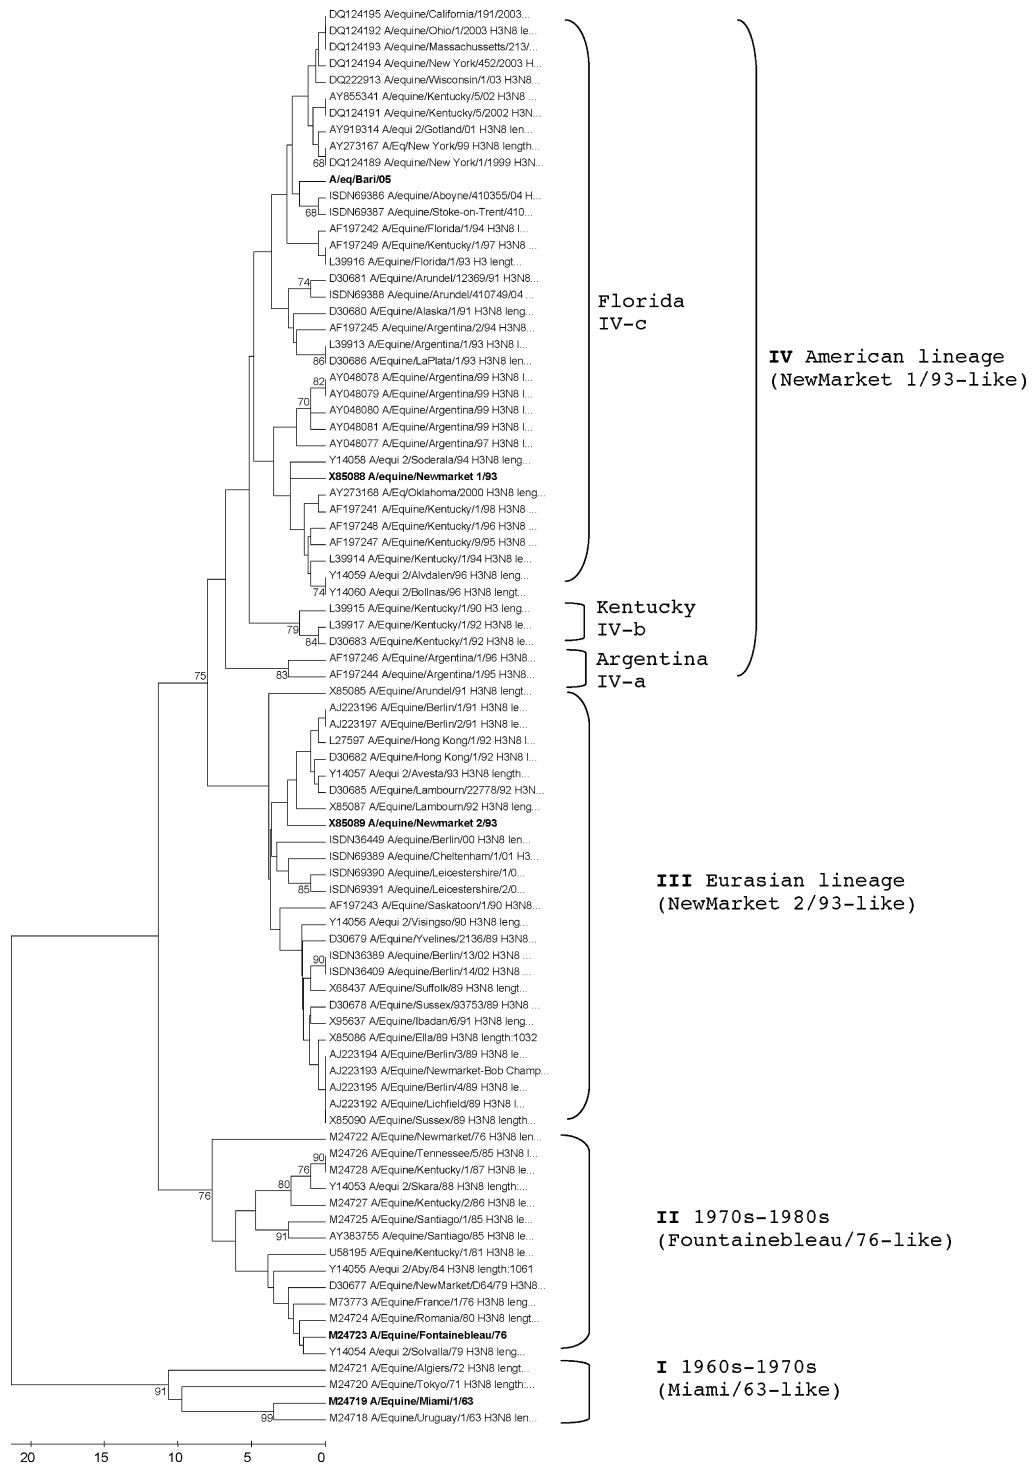 DQ124195 A/equine/California/191/2003...
DQ124192 A/equine/Ohio/1/2003 H3N8 le...
DQ124193 A/equine/Massachussetts/213/...
DQ124194 A/equine/New York/452/2003 H...
DQ222913 A/equine/Wisconsin/1/03 H3N8...
AY855341 A/equine/Kentucky/5/02 H3N8 ...
DQ124191 A/equine/Kentucky/5/2002 H3N...
AY919314 A/equi 2/Gotland/01 H3N8 len...
AY273167 A/Eq/New York/99 H3N8 length...
DQ124189 A/equine/New York/1/1999 H3N...
68
A/eq/Bari/05
ISDN69386 A/equine/Aboyne/410355/04 H...
ISDN69387 A/equine/Stoke-on-Trent/410...
68
AF197242 A/Equine/Florida/1/94 H3N8 l...
AF197249 A/Equine/Kentucky/1/97 H3N8 ...
L39916 A/Equine/Florida/1/93 H3 lengt...
D30681 A/Equine/Arundel/12369/91 H3N8...
74
ISDN69388 A/equine/Arundel/410749/04 ...
D30680 A/Equine/Alaska/1/91 H3N8 leng...
AF197245 A/Equine/Argentina/2/94 H3N8...
L39913 A/Equine/Argentina/1/93 H3N8 l...
D30686 A/Equine/LaPlata/1/93 H3N8 len...
86
AY048078 A/Equine/Argentina/99 H3N8 l...
82
AY048079 A/Equine/Argentina/99 H3N8 l...
70
AY048080 A/Equine/Argentina/99 H3N8 l...
AY048081 A/Equine/Argentina/99 H3N8 l...
AY048077 A/Equine/Argentina/97 H3N8 l...
Y14058 A/equi 2/Soderala/94 H3N8 leng...
X85088 A/equine/Newmarket 1/93
AY273168 A/Eq/Oklahoma/2000 H3N8 leng...
AF197241 A/Equine/Kentucky/1/98 H3N8 ...
AF197248 A/Equine/Kentucky/1/96 H3N8 ...
AF197247 A/Equine/Kentucky/9/95 H3N8 ...
L39914 A/Equine/Kentucky/1/94 H3N8 le...
Y14059 A/equi 2/Alvdalen/96 H3N8 leng...
Y14060 A/equi 2/Bollnas/96 H3N8 lengt...
74
L39915 A/Equine/Kentucky/1/90 H3 leng...
L39917 A/Equine/Kentucky/1/92 H3N8 le...
79
D30683 A/Equine/Kentucky/1/92 H3N8 le...
84
AF197246 A/Equine/Argentina/1/96 H3N8...
AF197244 A/Equine/Argentina/1/95 H3N8...
83
75
X85085 A/Equine/Arundel/91 H3N8 lengt...
AJ223196 A/Equine/Berlin/1/91 H3N8 le...
AJ223197 A/Equine/Berlin/2/91 H3N8 le...
L27597 A/Equine/Hong Kong/1/92 H3N8 l...
D30682 A/Equine/Hong Kong/1/92 H3N8 l...
Y14057 A/equi 2/Avesta/93 H3N8 length...
D30685 A/Equine/Lambourn/22778/92 H3N...
X85087 A/Equine/Lambourn/92 H3N8 leng...
X85089 A/equine/Newmarket 2/93
ISDN36449 A/equine/Berlin/00 H3N8 len...
ISDN69389 A/equine/Cheltenham/1/01 H3...
ISDN69390 A/equine/Leicestershire/1/0...
ISDN69391 A/equine/Leicestershire/2/0...
85
AF197243 A/Equine/Saskatoon/1/90 H3N8...
Y14056 A/equi 2/Visingso/90 H3N8 leng...
D30679 A/Equine/Yvelines/2136/89 H3N8...
ISDN36389 A/equine/Berlin/13/02 H3N8 ...
90
ISDN36409 A/equine/Berlin/14/02 H3N8 ...
X68437 A/Equine/Suffolk/89 H3N8 lengt...
D30678 A/Equine/Sussex/93753/89 H3N8 ...
X95637 A/Equine/Ibadan/6/91 H3N8 leng...
X85086 A/Equine/Ella/89 H3N8 length:1032
AJ223194 A/Equine/Berlin/3/89 H3N8 le...
AJ223193 A/Equine/Newmarket-Bob Champ...
AJ223195 A/Equine/Berlin/4/89 H3N8 le...
AJ223192 A/Equine/Lichfield/89 H3N8 l...
X85090 A/Equine/Sussex/89 H3N8 length...
M24722 A/Equine/Newmarket/76 H3N8 len...
M24726 A/Equine/Tennessee/5/85 H3N8 l...
90
M24728 A/Equine/Kentucky/1/87 H3N8 le...
76
Y14053 A/equi 2/Skara/88 H3N8 length:...
80
76
M24727 A/Equine/Kentucky/2/86 H3N8 le...
M24725 A/Equine/Santiago/1/85 H3N8 le...
AY383755 A/equine/Santiago/85 H3N8 le...
91
U58195 A/equine/Kentucky/1/81 H3N8 le...
Y14055 A/equi 2/Aby/84 H3N8 length:1061
D30677 A/Equine/NewMarket/D64/79 H3N8...
M73773 A/Equine/France/1/76 H3N8 leng...
M24724 A/Equine/Romania/80 H3N8 lengt...
M24723 A/Equine/Fontainebleau/76
Y14054 A/equi 2/Solvalla/79 H3N8 leng...
M24721 A/Equine/Algiers/72 H3N8 lengt...
M24720 A/Equine/Tokyo/71 H3N8 length:...
91
M24719 A/Equine/Miami/1/63
M24718 A/Equine/Uruguay/1/63 H3N8 len...
99
20 15 10 5 0
Florida
IV-c
Kentucky
IV-b
Argentina
IV-a
IV American lineage
(NewMarket 1/93-like)
III Eurasian lineage
(NewMarket 2/93-like)
II 1970s-1980s
(Fountainebleau/76-like)
I 1960s-1970s
(Miami/63-like)